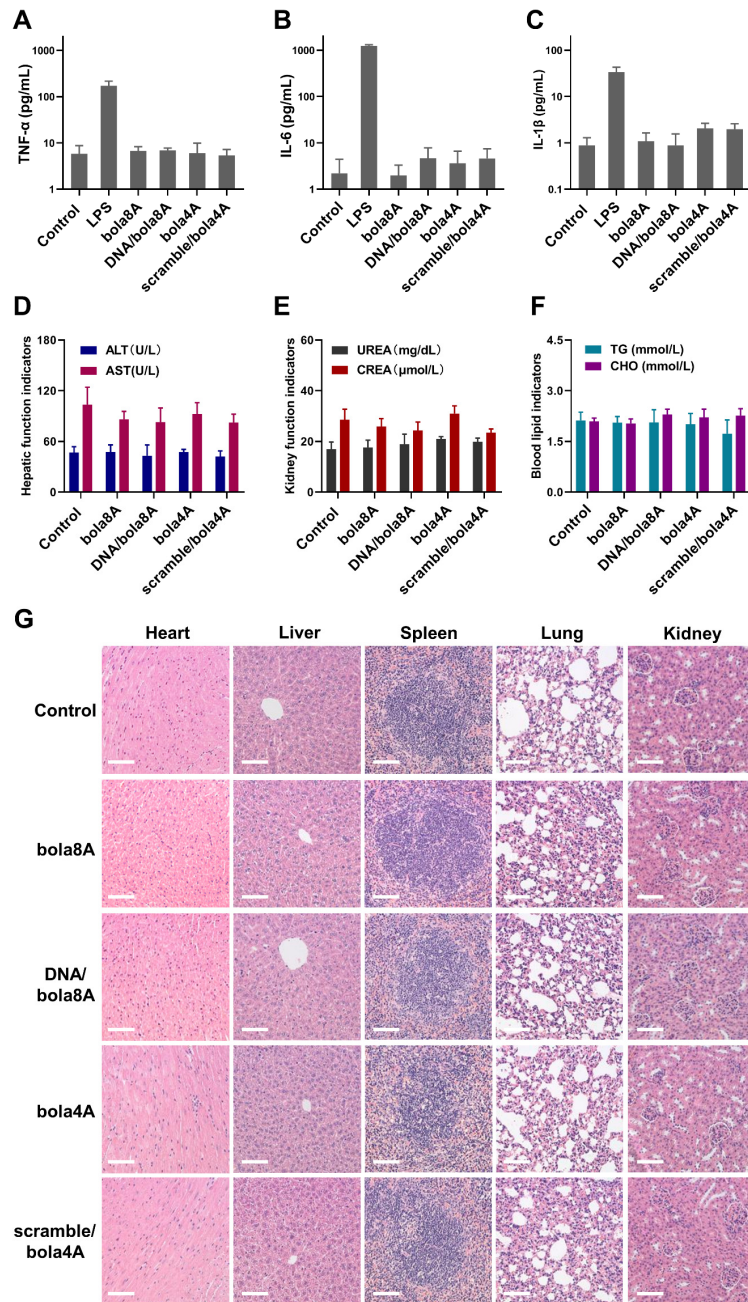 A
TNF-α (pg/mL)
1000
100
10
1
Control
LPS
bola8A
DNA/bola8A
bola4A
scramble/bola4A
B
IL-6 (pg/mL)
1000
100
10
1
Control
LPS
bola8A
DNA/bola8A
bola4A
scramble/bola4A
C
IL-1β (pg/mL)
100
10
1
0.1
Control
LPS
bola8A
DNA/bola8A
bola4A
scramble/bola4A
D
Hepatic function indicators
180
120
60
0
ALT（U/L）
AST(U/L)
Control
bola8A
DNA/bola8A
bola4A
scramble/bola4A
E
Kidney function indicators
60
40
20
0
UREA（mg/dL）
CREA（μmol/L）
Control
bola8A
DNA/bola8A
bola4A
scramble/bola4A
F
Blood lipid indicators
4.5
3.0
1.5
0.0
TG (mmol/L)
CHO (mmol/L)
Control
bola8A
DNA/bola8A
bola4A
scramble/bola4A
G
Heart
Liver
Spleen
Lung
Kidney
Control
bola8A
DNA/
bola8A
bola4A
scramble/
bola4A